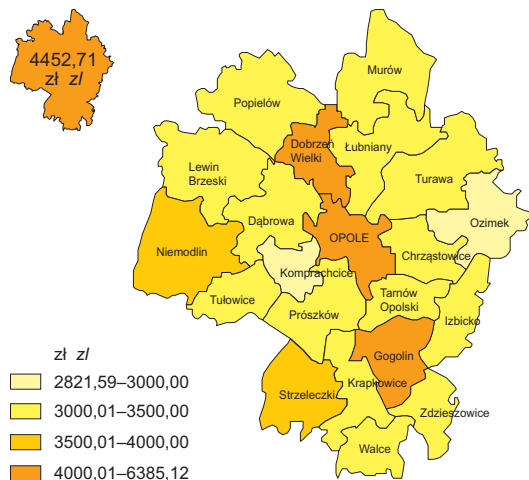 4452,71
zł zl
Murów
Popielów
Dobrzeń
Wielki
Łubniany
Lewin
Brzeski
Turawa
Dąbrowa
Ozimek
OPOLE
Niemodlin
Chrząstowice
Komprachcice
Tułowice
Tarnów
Opolski
Prószków
Izbicko
Gogolin
zł zl
2821,59–3000,00
Krapkowice
Strzeleczki
3000,01–3500,00
Zdzieszowice
3500,01–4000,00
Walce
4000,01–6385,12